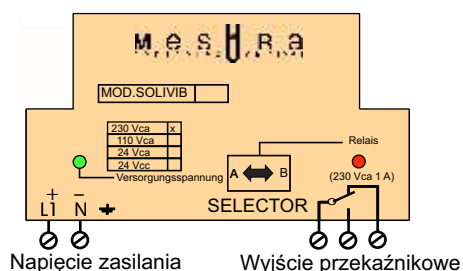 mesURa
MOD.SOLIVIB
230 Vca x
110 Vca
24 Vca
24 Vcc
Versorgungsspannung
Relais
A B
(230 Vca 1 A)
+ −
L1 N
SELECTOR
Napięcie zasilania
Wyjście przekaźnikowe